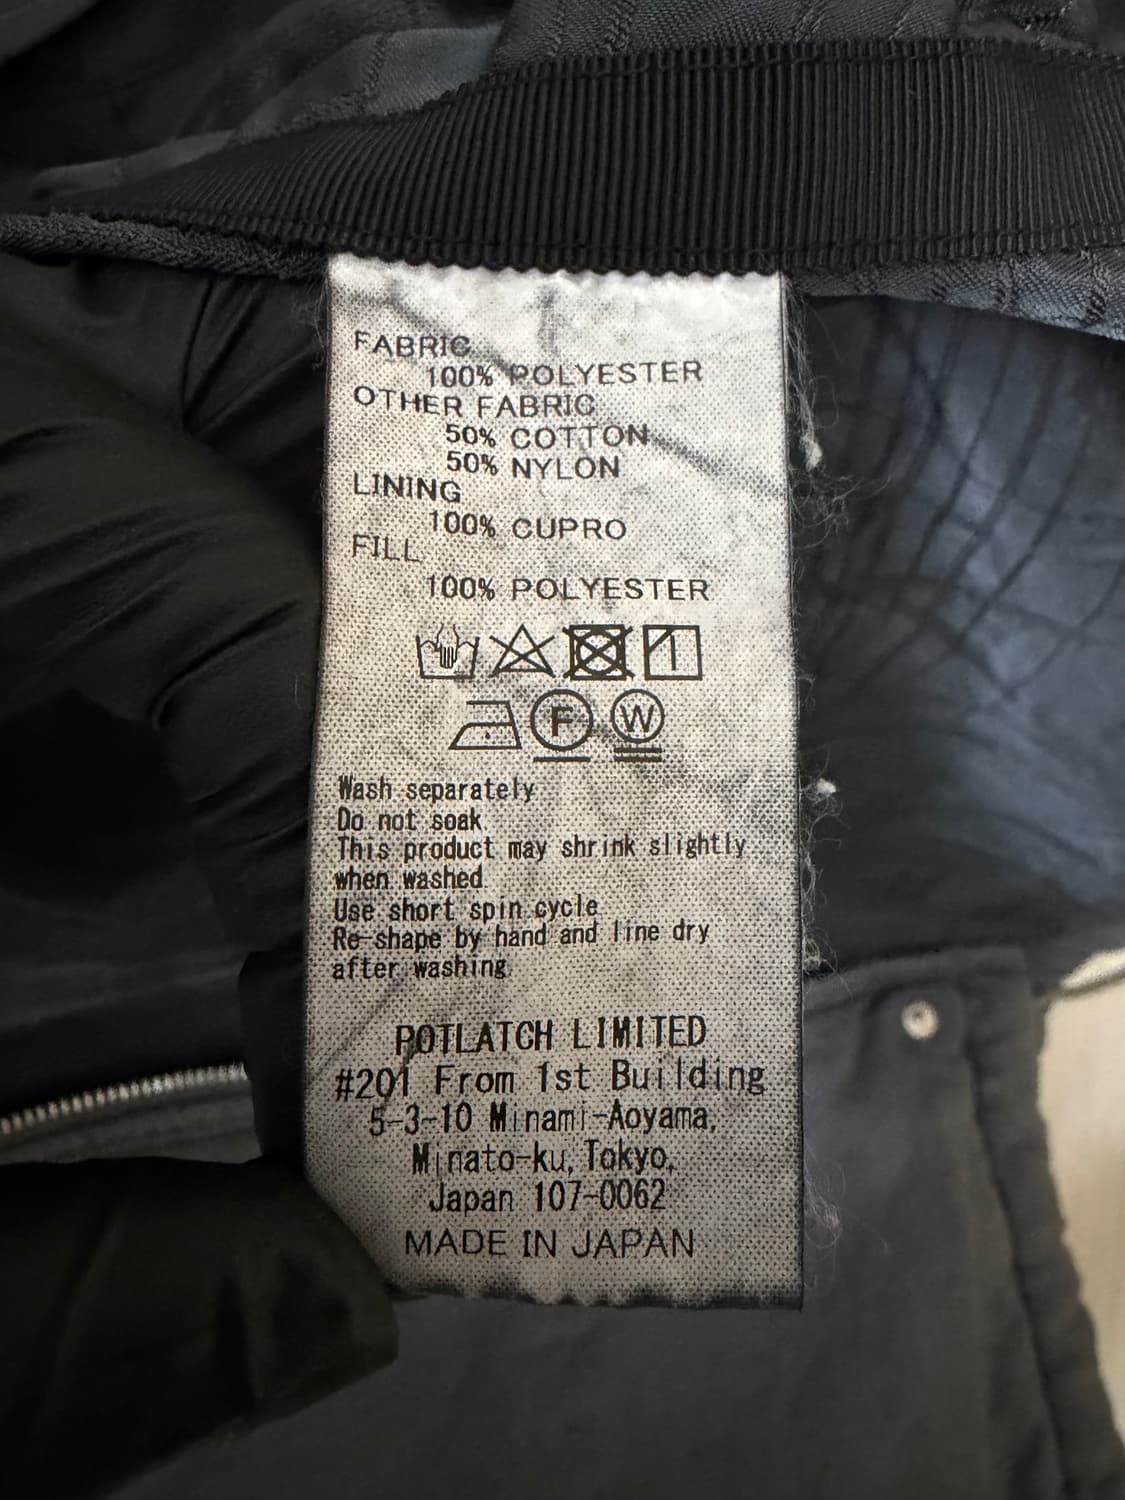 FABRIC
100% POLYESTER
OTHER FABRIC
50% COTTON
50% NYLON
LINING
100% CUPRO
FILL
100% POLYESTER
F W
Wash separately
Do not soak
This product may shrink slightly
when washed.
Use short spin cycle.
Re-shape by hand and line dry
after washing.
POTLATCH LIMITED
#201 From 1st Building
5-3-10 Minami-Aoyama,
Minato-ku, Tokyo,
Japan 107-0062
MADE IN JAPAN